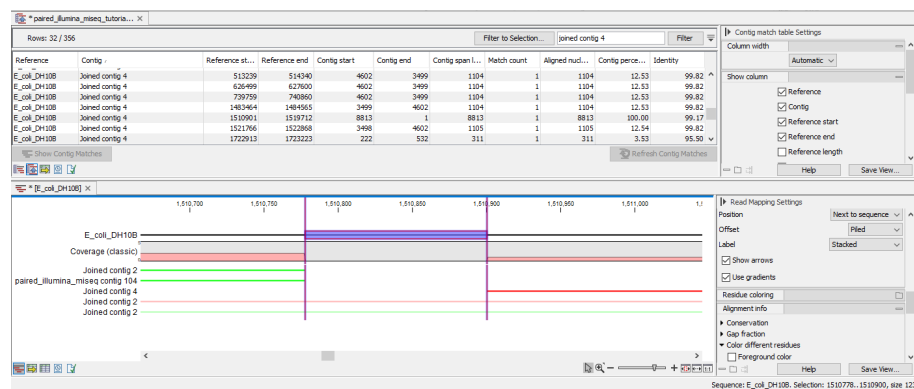 * paired_illumina_miseq_tutoria... ×
Rows: 32 / 356 Filter to Selection... joined contig 4 Filter
Reference Contig Reference st... Reference end Contig start Contig end Contig span l... Match count Aligned nucl... Contig perce... Identity
E_coli_DH10B Joined contig 4 513239 514340 4602 3499 1104 1 1104 12.53 99.82
E_coli_DH10B Joined contig 4 626499 627600 4602 3499 1104 1 1104 12.53 99.82
E_coli_DH10B Joined contig 4 739759 740860 4602 3499 1104 1 1104 12.53 99.82
E_coli_DH10B Joined contig 4 1483464 1484565 3499 4602 1104 1 1104 12.53 99.82
E_coli_DH10B Joined contig 4 1510901 1519712 8813 1 8813 1 8813 100.00 99.17
E_coli_DH10B Joined contig 4 1521766 1522868 3498 4602 1105 1 1105 12.54 99.82
E_coli_DH10B Joined contig 4 1722913 1723223 222 532 311 1 311 3.53 95.50
Show Contig Matches Refresh Contig Matches
Contig match table Settings
Column width
Automatic
Show column
Reference
Contig
Reference start
Reference end
Reference length
Help Save View...
* [E_coli_DH10B] ×
1,510,700 1,510,750 1,510,800 1,510,850 1,510,900 1,510,950 1,511,000
E_coli_DH10B
Coverage (classic)
Joined contig 2
paired_illumina_miseq contig 104
Joined contig 4
Joined contig 2
Joined contig 2
Read Mapping Settings
Position Next to sequence
Offset Piled
Label Stacked
Show arrows
Use gradients
Residue coloring
Alignment info
Conservation
Gap fraction
Color different residues
Foreground color
Help Save View...
Sequence: E_coli_DH10B. Selection: 1510778..1510900, size 12